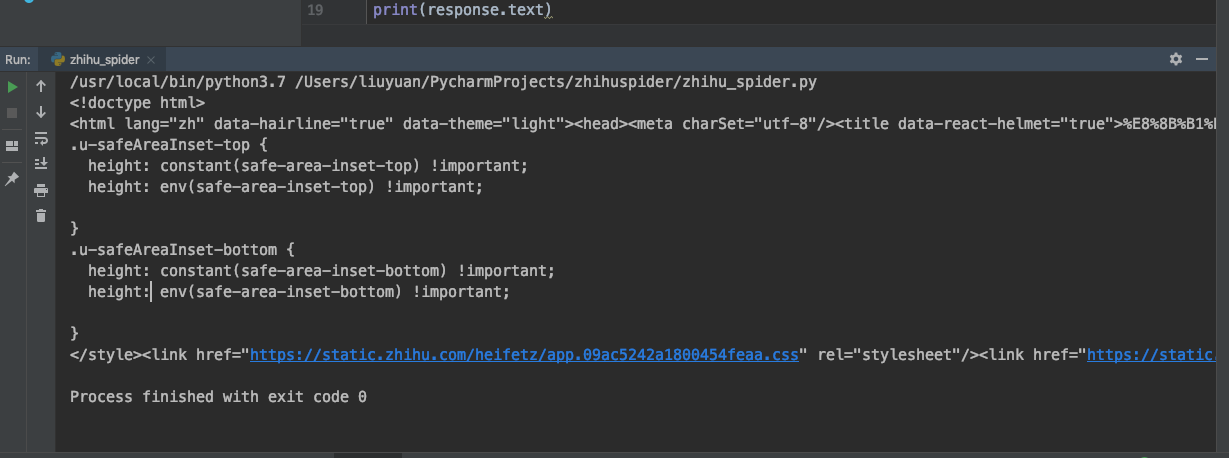 19 print(response.text)
Run: zhihu_spider
/usr/local/bin/python3.7 /Users/liuyuan/PycharmProjects/zhihuspider/zhihu_spider.py
<!doctype html>
<html lang="zh" data-hairline="true" data-theme="light"><head><meta charSet="utf-8"/><title data-react-helmet="true">%E8%8B%B1%
.u-safeAreaInset-top {
  height: constant(safe-area-inset-top) !important;
  height: env(safe-area-inset-top) !important;
}
.u-safeAreaInset-bottom {
  height: constant(safe-area-inset-bottom) !important;
  height: env(safe-area-inset-bottom) !important;
}
</style><link href="https://static.zhihu.com/heifetz/app.09ac5242a1800454feaa.css" rel="stylesheet"/><link href="https://static.
Process finished with exit code 0